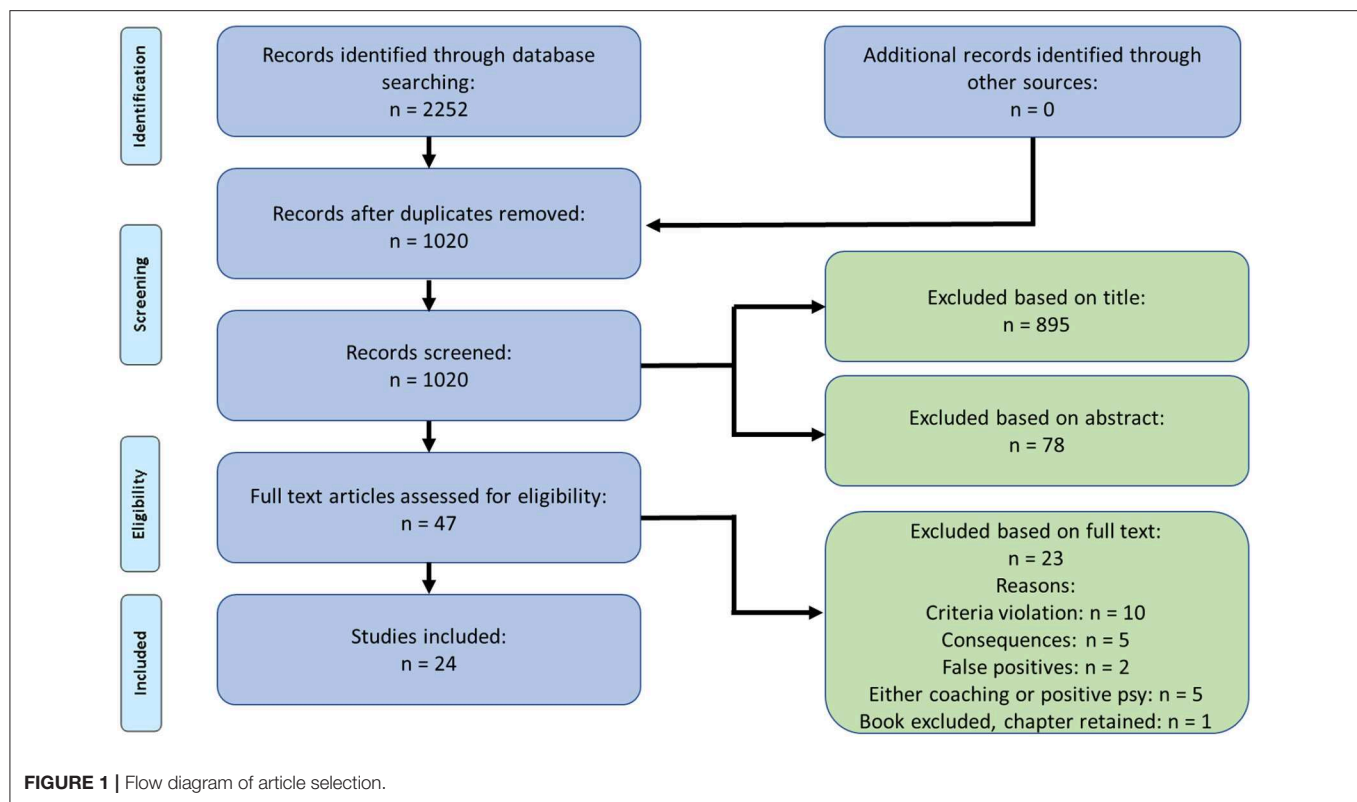 Identification
Records identified through database
searching:
n = 2252
Additional records identified through
other sources:
n = 0
Screening
Records after duplicates removed:
n = 1020
Records screened:
n = 1020
Excluded based on title:
n = 895
Excluded based on abstract:
n = 78
Eligibility
Full text articles assessed for eligibility:
n = 47
Excluded based on full text:
n = 23
Reasons:
Criteria violation: n = 10
Consequences: n = 5
False positives: n = 2
Either coaching or positive psy: n = 5
Book excluded, chapter retained: n = 1
Included
Studies included:
n = 24
FIGURE 1 | Flow diagram of article selection.